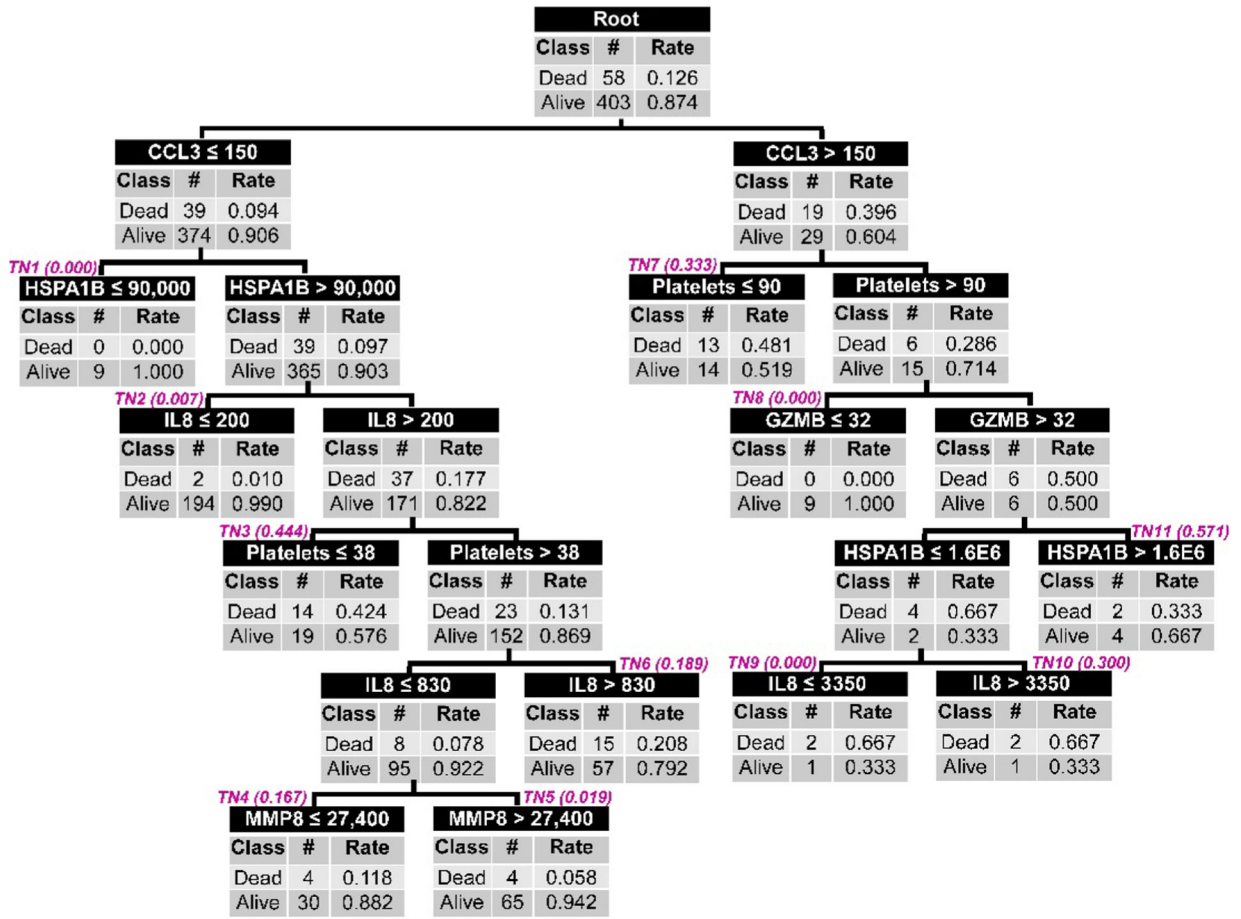 Root
Class # Rate
Dead 58 0.126
Alive 403 0.874
CCL3 ≤ 150
Class # Rate
Dead 39 0.094
Alive 374 0.906
CCL3 > 150
Class # Rate
Dead 19 0.396
Alive 29 0.604
TN1 (0.000)
HSPA1B ≤ 90,000
Class # Rate
Dead 0 0.000
Alive 9 1.000
HSPA1B > 90,000
Class # Rate
Dead 39 0.097
Alive 365 0.903
TN7 (0.333)
Platelets ≤ 90
Class # Rate
Dead 13 0.481
Alive 14 0.519
Platelets > 90
Class # Rate
Dead 6 0.286
Alive 15 0.714
TN2 (0.007)
IL8 ≤ 200
Class # Rate
Dead 2 0.010
Alive 194 0.990
IL8 > 200
Class # Rate
Dead 37 0.177
Alive 171 0.822
TN8 (0.000)
GZMB ≤ 32
Class # Rate
Dead 0 0.000
Alive 9 1.000
GZMB > 32
Class # Rate
Dead 6 0.500
Alive 6 0.500
TN3 (0.444)
Platelets ≤ 38
Class # Rate
Dead 14 0.424
Alive 19 0.576
Platelets > 38
Class # Rate
Dead 23 0.131
Alive 152 0.869
HSPA1B ≤ 1.6E6
Class # Rate
Dead 4 0.667
Alive 2 0.333
TN11 (0.571)
HSPA1B > 1.6E6
Class # Rate
Dead 2 0.333
Alive 4 0.667
IL8 ≤ 830
Class # Rate
Dead 8 0.078
Alive 95 0.922
TN6 (0.189)
IL8 > 830
Class # Rate
Dead 15 0.208
Alive 57 0.792
TN9 (0.000)
IL8 ≤ 3350
Class # Rate
Dead 2 0.667
Alive 1 0.333
TN10 (0.300)
IL8 > 3350
Class # Rate
Dead 2 0.667
Alive 1 0.333
TN4 (0.167)
MMP8 ≤ 27,400
Class # Rate
Dead 4 0.118
Alive 30 0.882
TN5 (0.019)
MMP8 > 27,400
Class # Rate
Dead 4 0.058
Alive 65 0.942